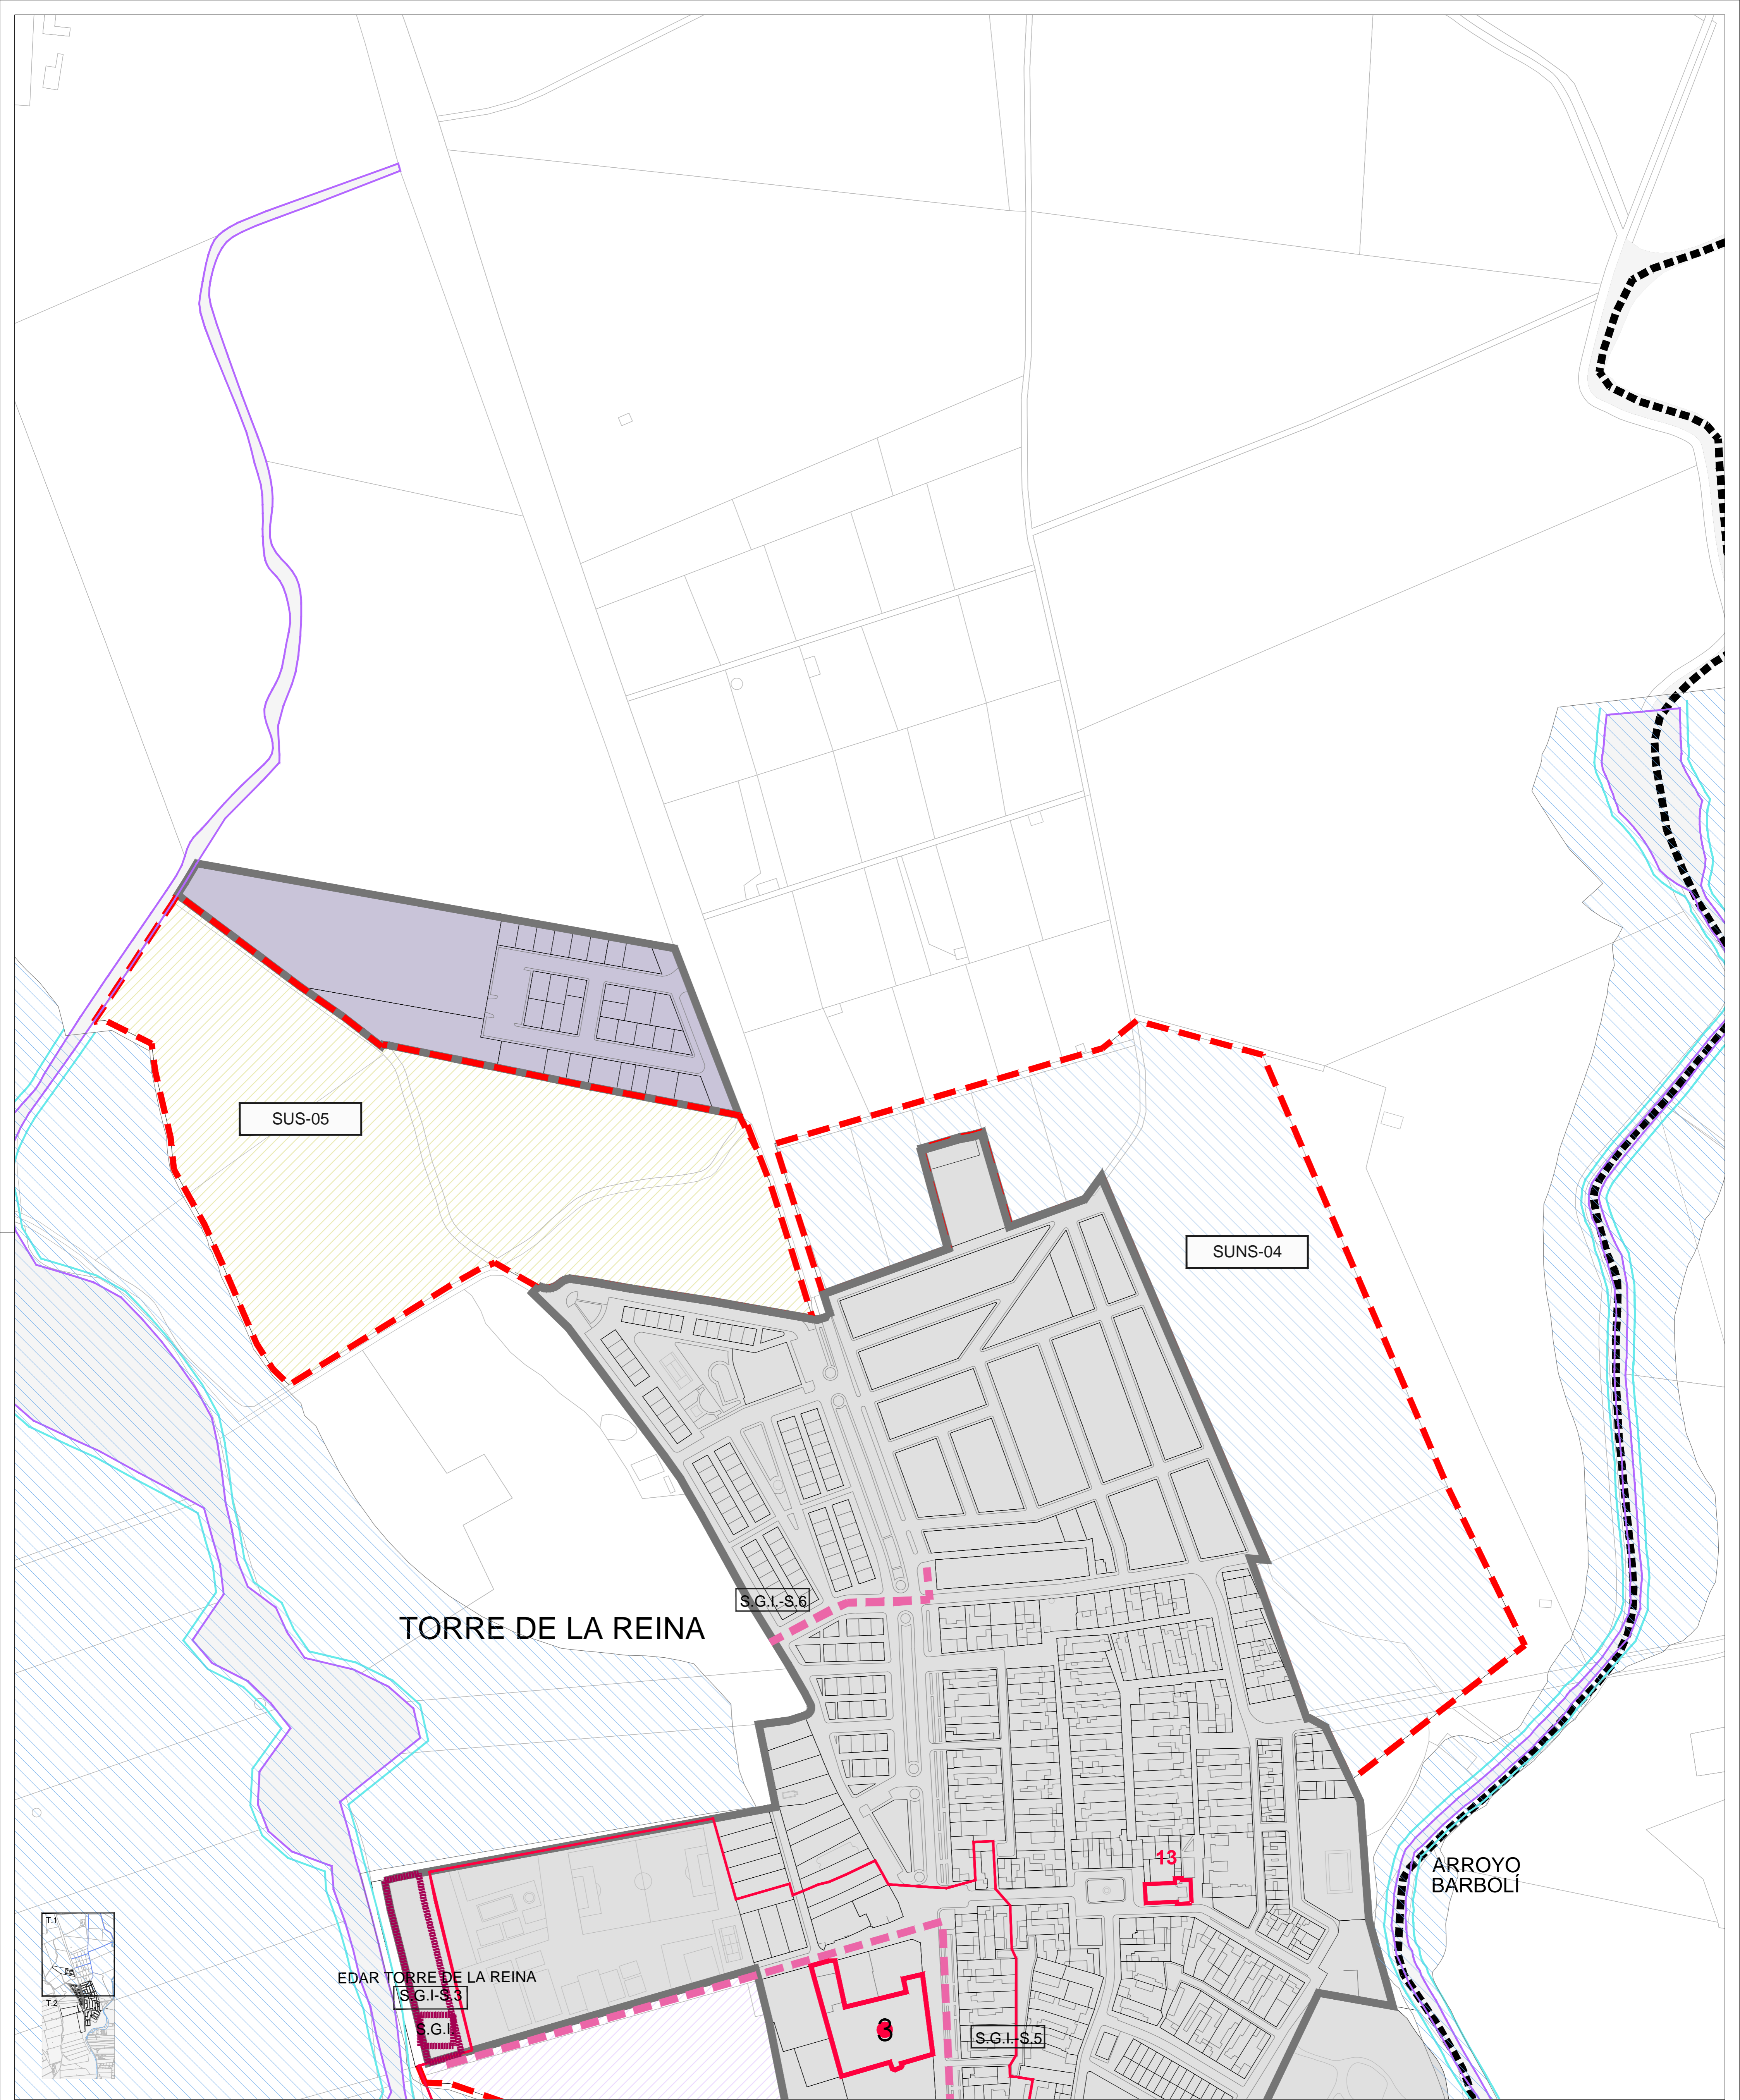 SUS-05
SUNS-04
S.G.I.-S.6
TORRE DE LA REINA
13
ARROYO
BARBOLÍ
T.1
T.2
EDAR TORRE DE LA REINA
S.G.I-S.3
S.G.I.
3
S.G.I.-S.5